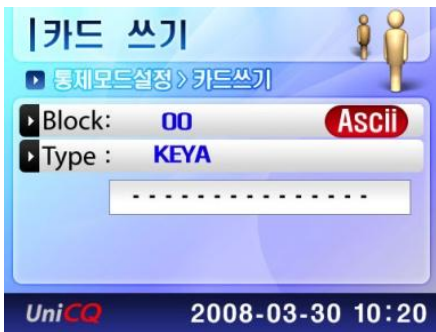 카드 쓰기
통제모드설정 > 카드쓰기
Block: 00 Ascii
Type : KEYA
- - - - - - - - - - - - - - - -
UniCQ 2008-03-30 10:20